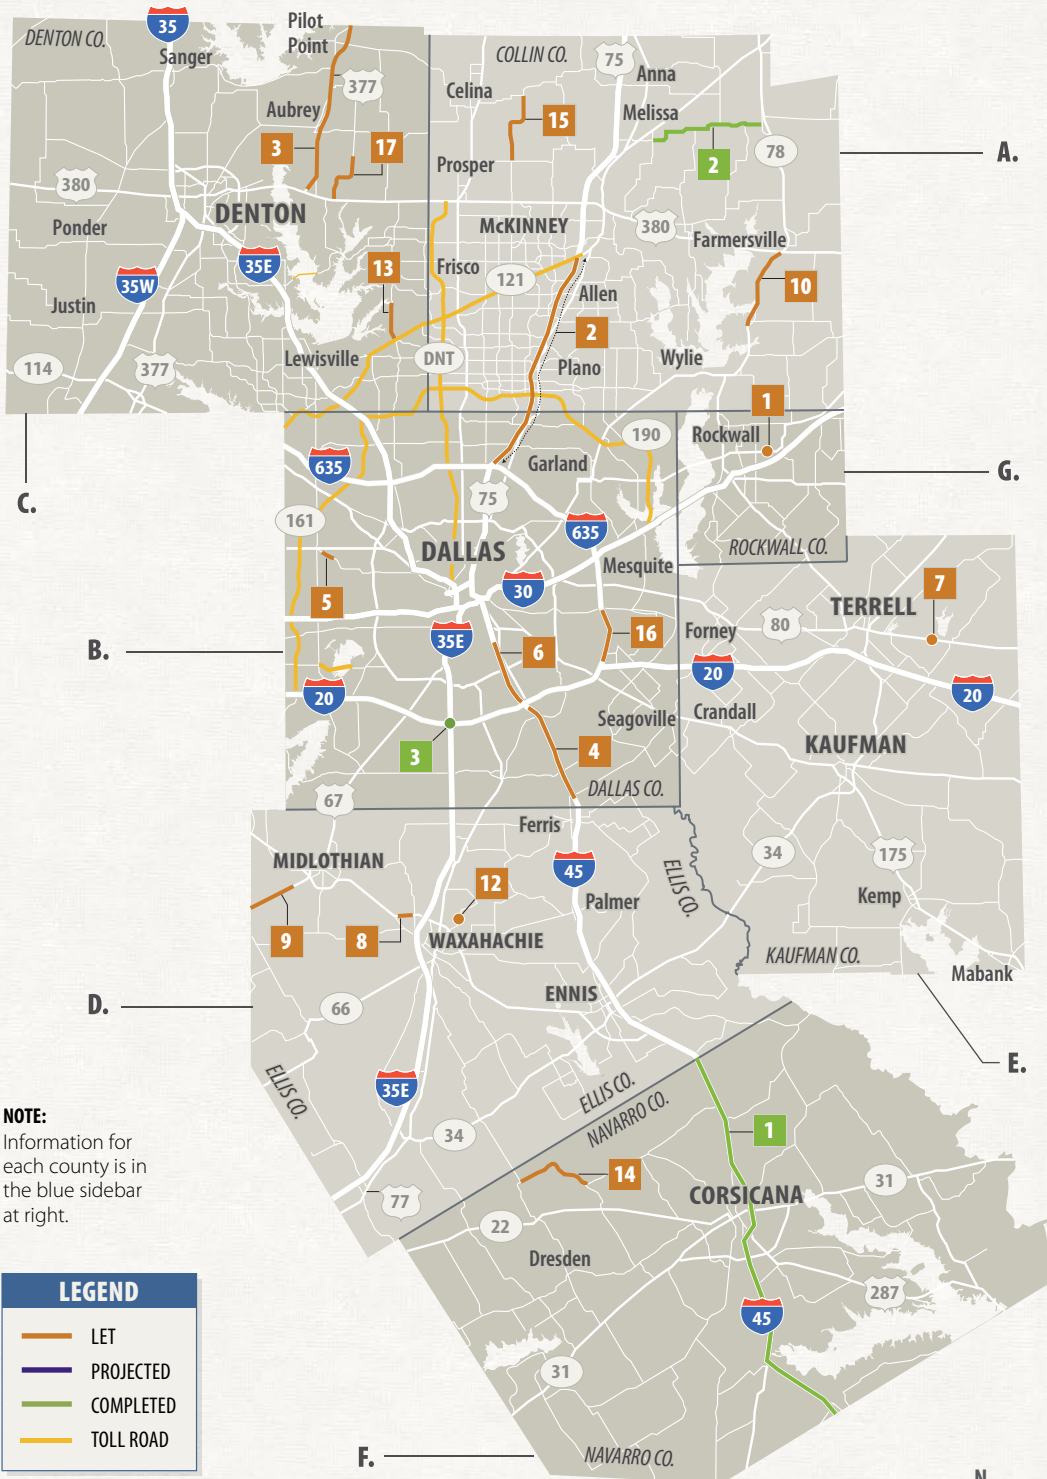 DENTON CO.
35
Sanger
Pilot
Point
377
Aubrey
3
17
380
Ponder
DENTON
35E
35W
Justin
13
Lewisville
114
377
C.
COLLIN CO.
75
Anna
Celina
Melissa
15
2
78
A.
Prosper
McKINNEY
380
Farmersville
Frisco
121
Allen
10
2
DNT
Plano
Wylie
1
190
Rockwall
G.
635
Garland
75
161
635
DALLAS
ROCKWALL CO.
Mesquite
30
5
7
TERRELL
80
Forney
16
35E
6
B.
20
20
20
Crandall
Seagoville
3
4
KAUFMAN
DALLAS CO.
67
Ferris
MIDLOTHIAN
34
175
45
ELLIS CO.
12
Kemp
Palmer
9
8
WAXAHACHIE
KAUFMAN CO.
Mabank
ENNIS
D.
66
E.
ELLIS CO.
35E
ELLIS CO.
NAVARRO CO.
NOTE:
Information for
each county is in
the blue sidebar
at right.
34
1
14
77
CORSICANA
31
22
Dresden
287
45
31
LEGEND
LET
PROJECTED
COMPLETED
TOLL ROAD
F.
NAVARRO CO.
N